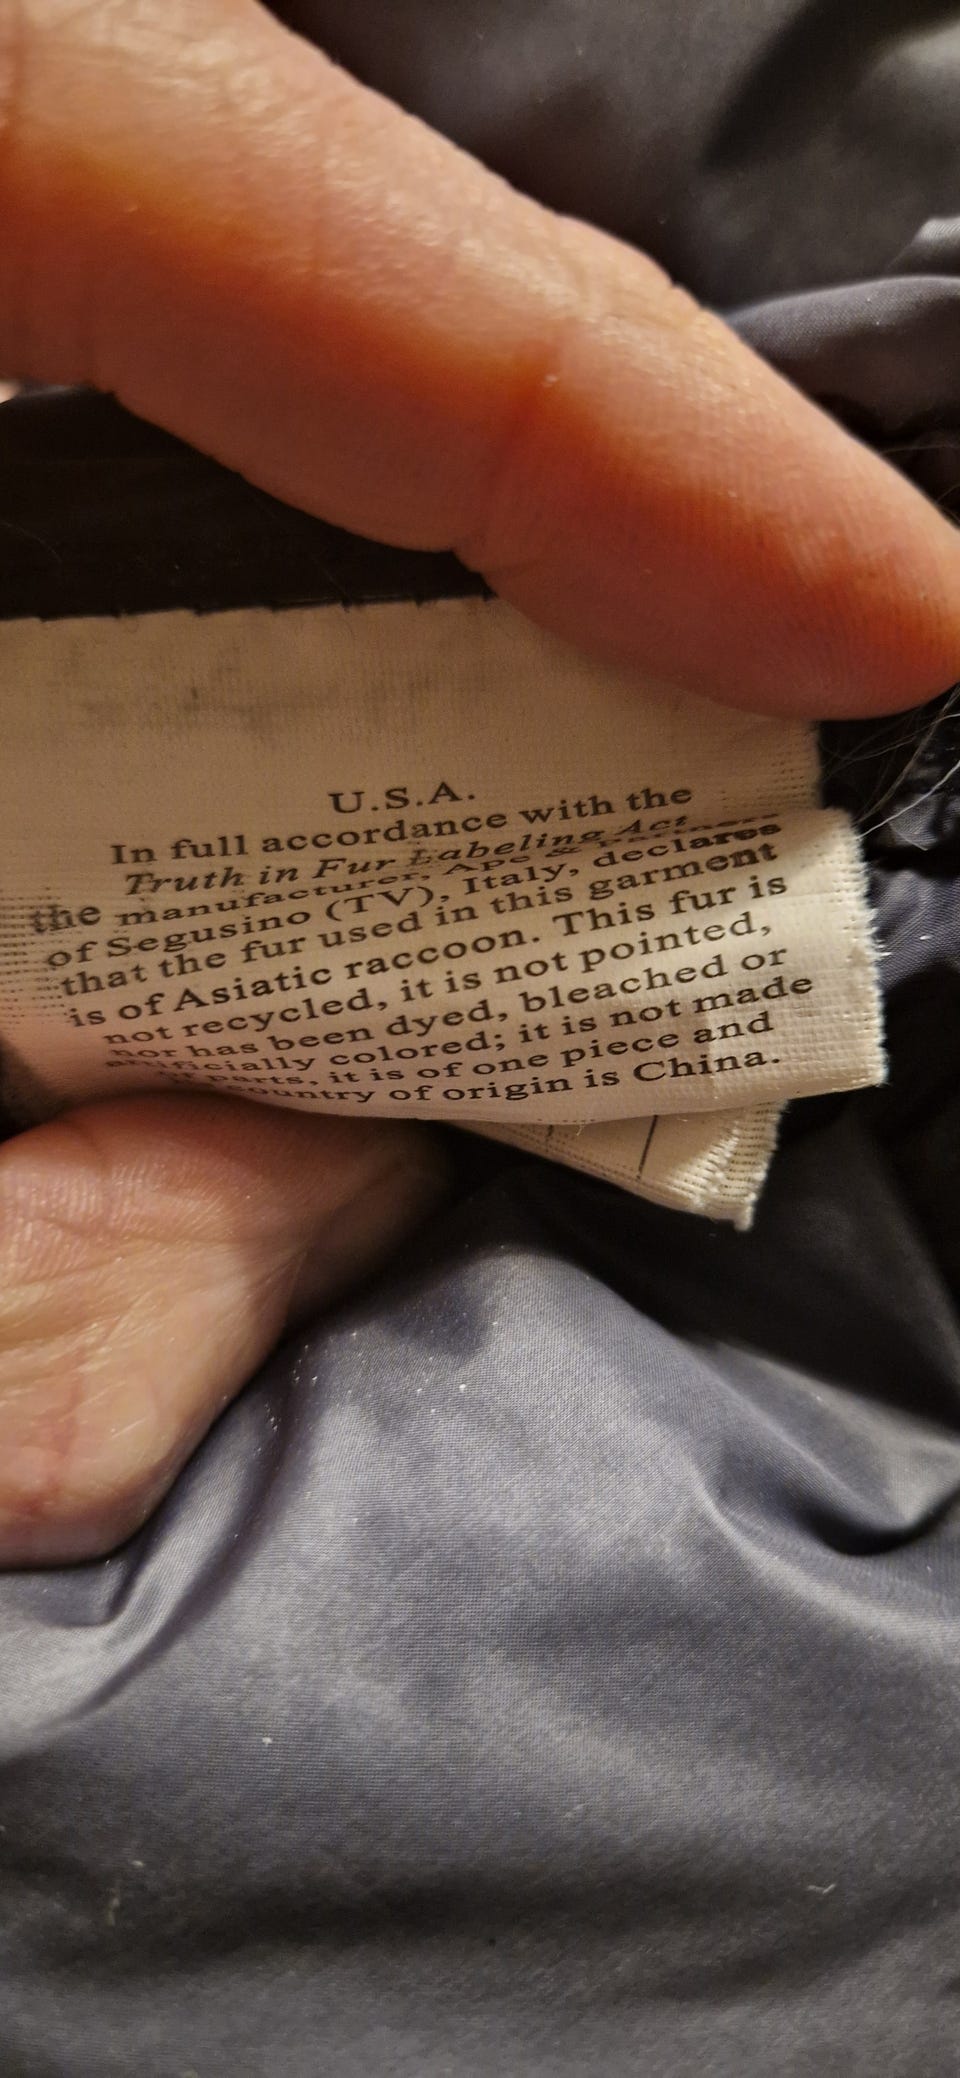 U.S.A.
In full accordance with the
Truth in Fur Labeling Act
the manufacturer, Ape & Partners
of Segusino (TV), Italy, declares
that the fur used in this garment
is of Asiatic raccoon. This fur is
not recycled, it is not pointed,
nor has been dyed, bleached or
artificially colored; it is not made
of parts, it is of one piece and
country of origin is China.